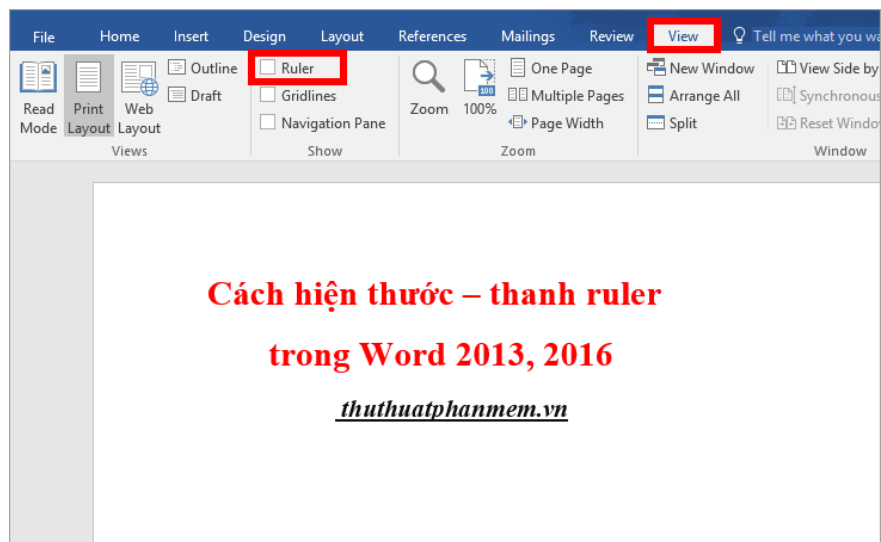 File Home Insert Design Layout References Mailings Review View Tell me what you
Outline Ruler One Page New Window View Side by
Draft Gridlines Multiple Pages Arrange All Synchronous
Read Mode Print Layout Web Layout Navigation Pane Zoom 100% Page Width Split Reset
Views Show Zoom Window
Cách hiện thước – thanh ruler
trong Word 2013, 2016
thuthuatphanmem.vn